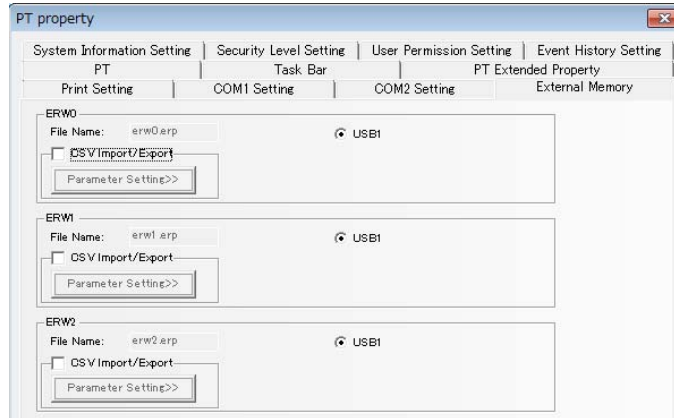 PT property
System Information Setting Security Level Setting User Permission Setting Event History Setting
PT Task Bar PT Extended Property
Print Setting COM1 Setting COM2 Setting External Memory
ERW0
File Name: erw0.erp USB1
CSV Import/Export
Parameter Setting>>
ERW1
File Name: erw1.erp USB1
CSV Import/Export
Parameter Setting>>
ERW2
File Name: erw2.erp USB1
CSV Import/Export
Parameter Setting>>